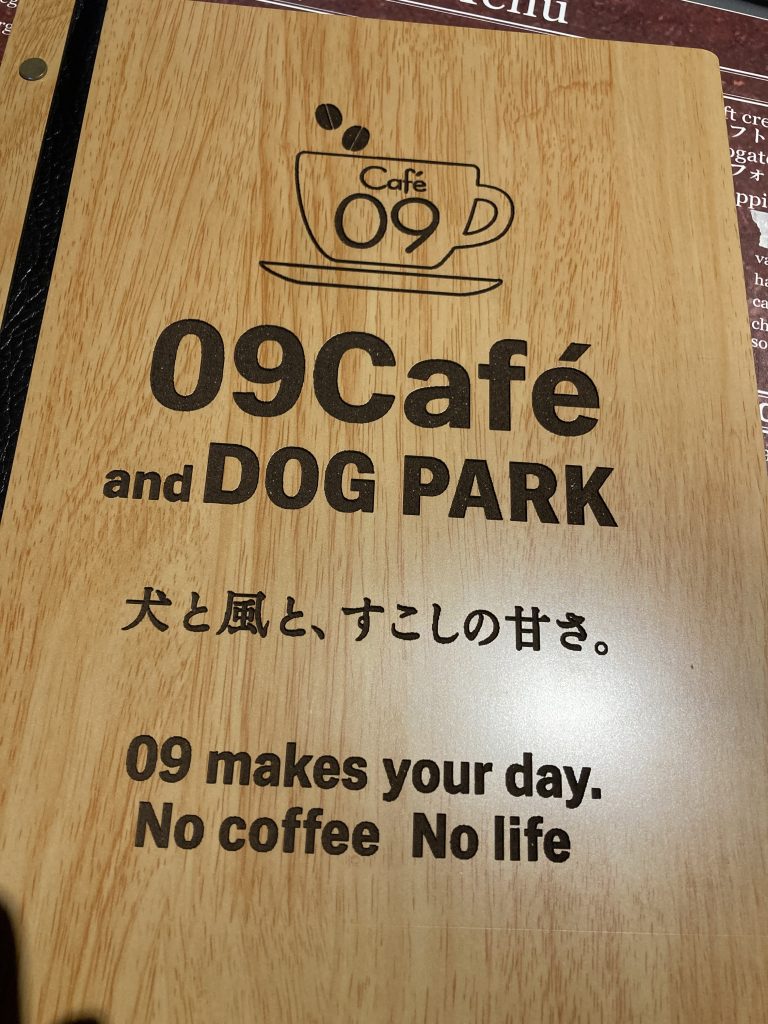 Menu
Café
09
09Café
and DOG PARK
犬と風と、すこしの甘さ。
09 makes your day.
No coffee No life